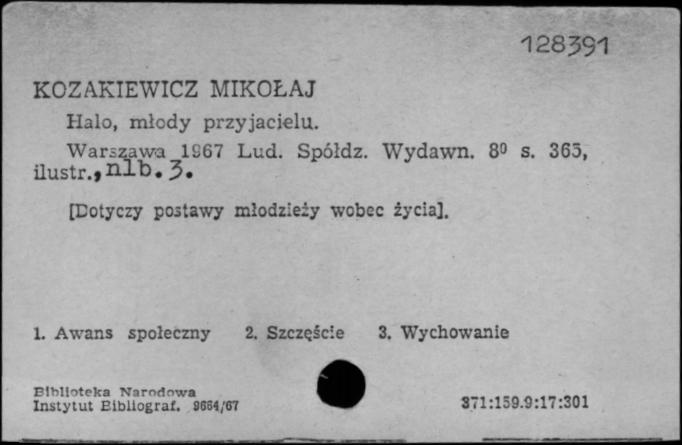 128391
KOZAKIEWICZ MIKOŁAJ
Halo, młody przyjacielu.
Warszawa 1967 Lud. Spółdz. Wydawn. 8⁰ s. 365,
ilustr., nlb. 3.
[Dotyczy postawy młodzieży wobec życia].
1. Awans społeczny 2. Szczęście 3. Wychowanie
Biblioteka Narodowa
Instytut Bibliograf. 9664/67
371:159.9:17:301